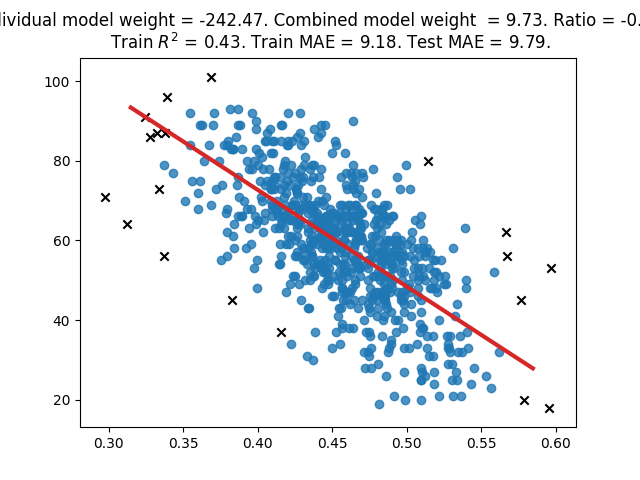 dividual model weight = -242.47. Combined model weight = 9.73. Ratio = -0.
Train R² = 0.43. Train MAE = 9.18. Test MAE = 9.79.
100
80
60
40
20
0.30 0.35 0.40 0.45 0.50 0.55 0.60